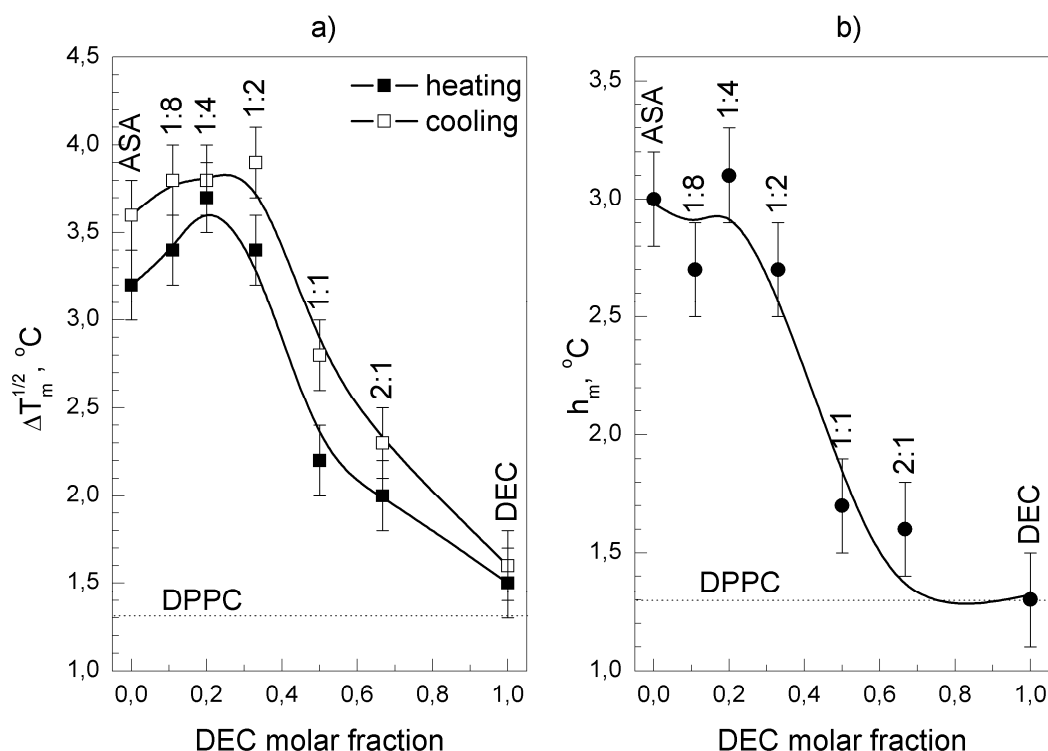 a)
4,5
4,0
3,5
3,0
2,5
2,0
1,5
1,0
ΔT_m^{1/2}, °C
ASA
1:8
1:4
1:2
1:1
2:1
DEC
heating
cooling
DPPC
0,0 0,2 0,4 0,6 0,8 1,0
DEC molar fraction
b)
3,5
3,0
2,5
2,0
1,5
1,0
h_m, °C
ASA
1:8
1:4
1:2
1:1
2:1
DEC
DPPC
0,0 0,2 0,4 0,6 0,8 1,0
DEC molar fraction